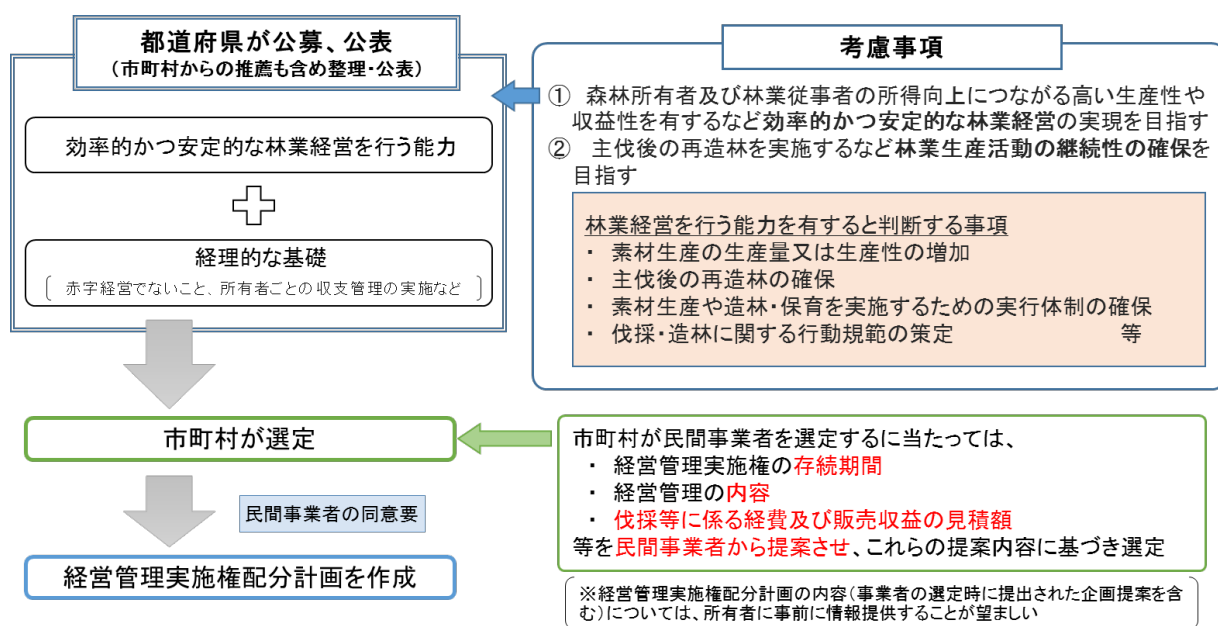 都道府県が公募、公表
（市町村からの推薦も含め整理・公表）
効率的かつ安定的な林業経営を行う能力
経理的な基礎
赤字経営でないこと、所有者ごとの収支管理の実施など
考慮事項
① 森林所有者及び林業従事者の所得向上につながる高い生産性や
収益性を有するなど効率的かつ安定的な林業経営の実現を目指す
② 主伐後の再造林を実施するなど林業生産活動の継続性の確保を
目指す
林業経営を行う能力を有すると判断する事項
・ 素材生産の生産量又は生産性の増加
・ 主伐後の再造林の確保
・ 素材生産や造林・保育を実施するための実行体制の確保
・ 伐採・造林に関する行動規範の策定 等
市町村が選定
市町村が民間事業者を選定するに当たっては、
・ 経営管理実施権の存続期間
・ 経営管理の内容
・ 伐採等に係る経費及び販売収益の見積額
等を民間事業者から提案させ、これらの提案内容に基づき選定
民間事業者の同意要
経営管理実施権配分計画を作成
※経営管理実施権配分計画の内容（事業者の選定時に提出された企画提案を含
む）については、所有者に事前に情報提供することが望ましい